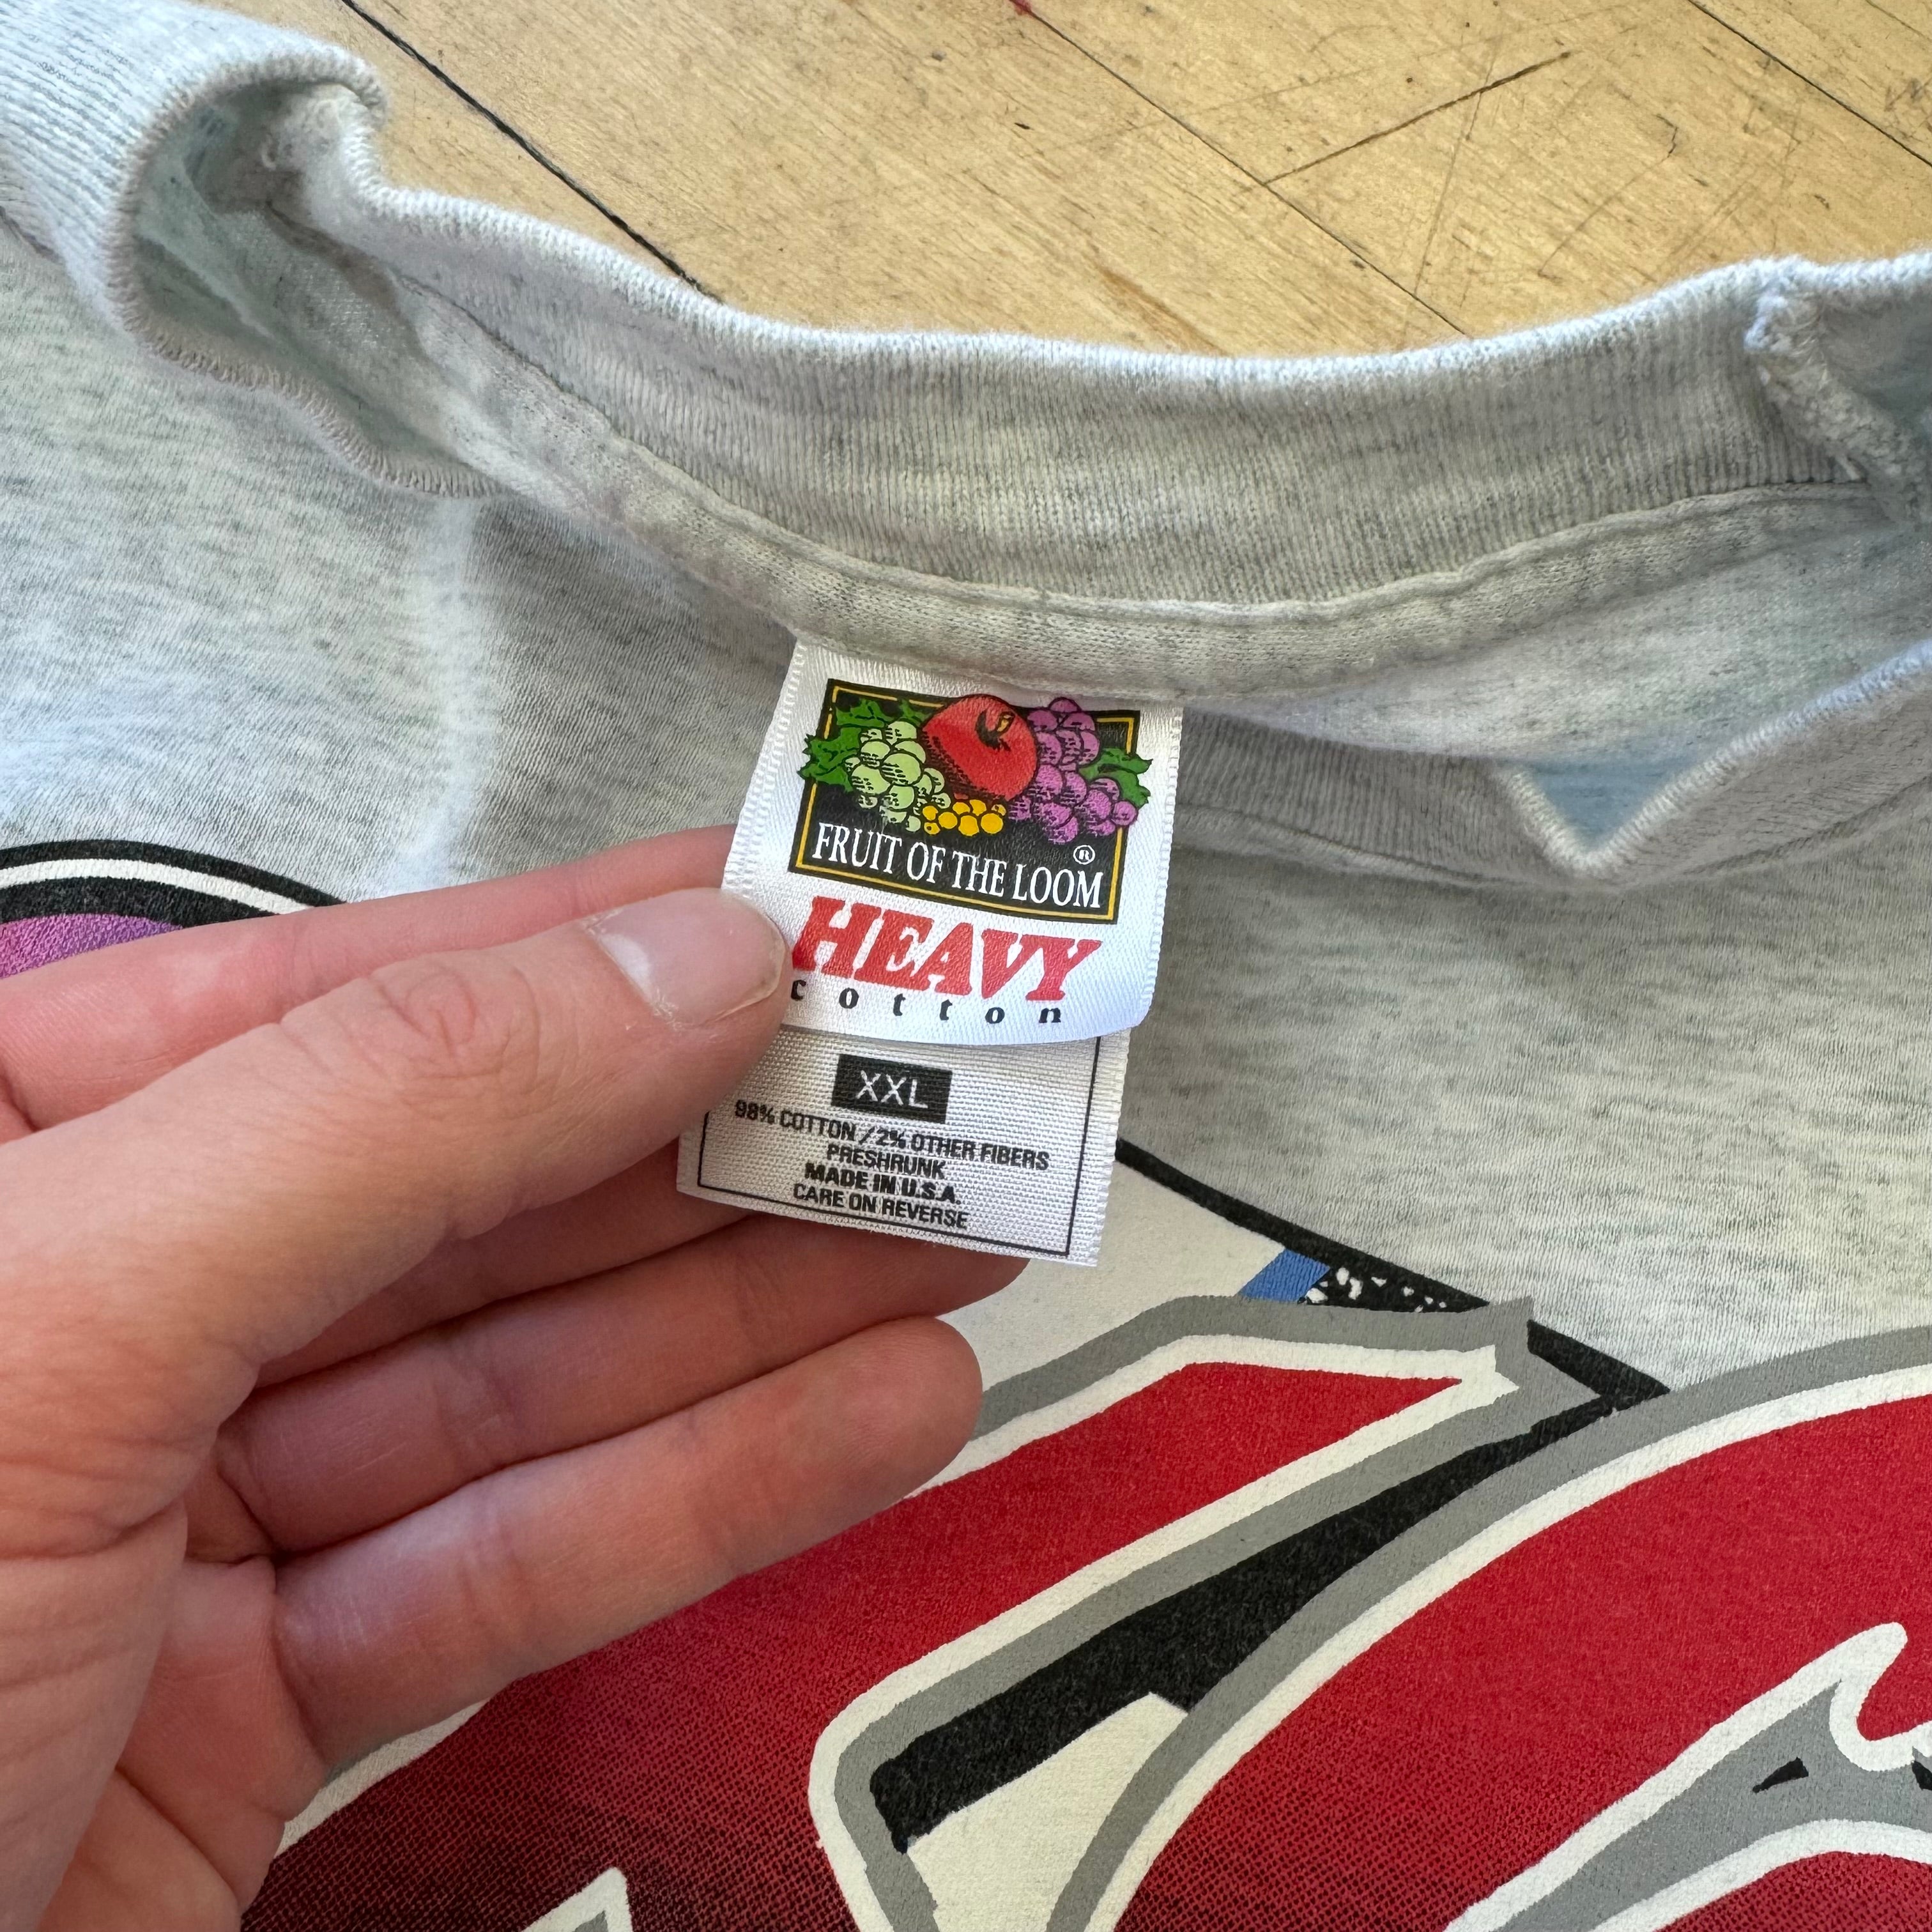 FRUIT OF THE LOOM®
HEAVY
cotton
XXL
98% COTTON / 2% OTHER FIBERS
PRESHRUNK
MADE IN U.S.A.
CARE ON REVERSE